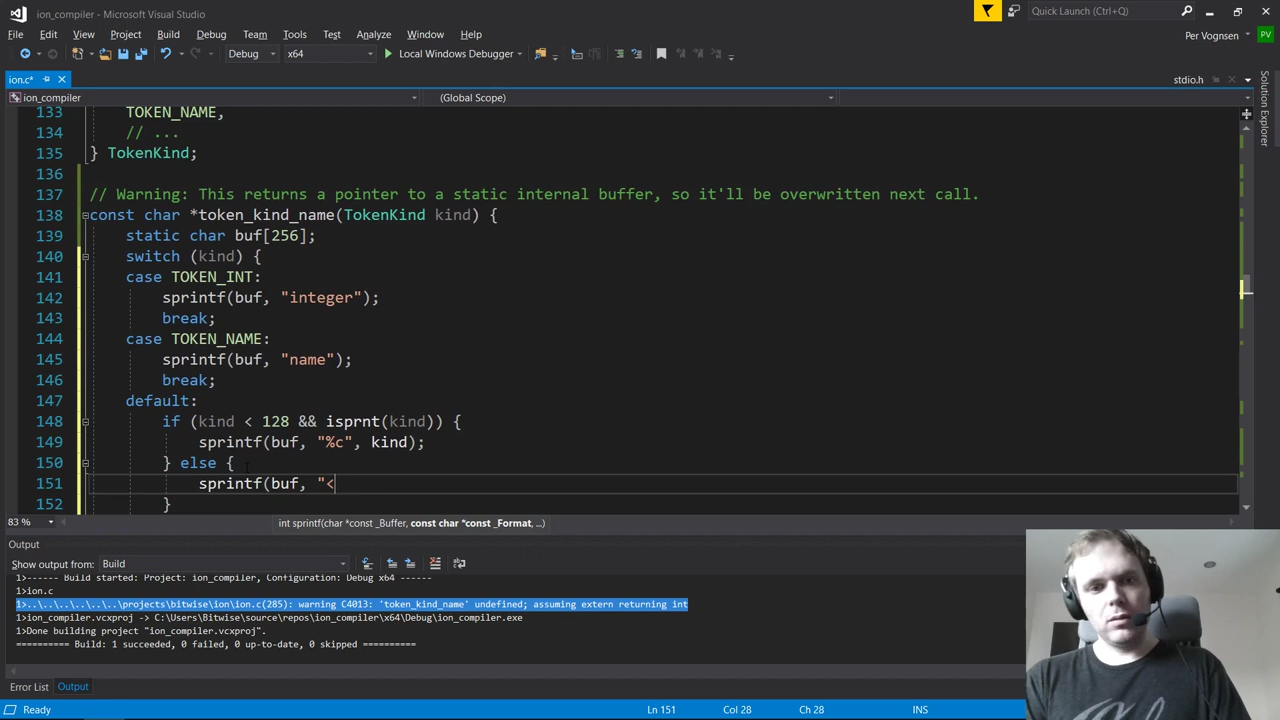 ion_compiler - Microsoft Visual Studio
Quick Launch (Ctrl+Q)
File Edit View Project Build Debug Team Tools Test Analyze Window Help
Per Vognsen PV
Debug x64 Local Windows Debugger
ion.c* stdio.h
ion_compiler (Global Scope)
Solution Explorer
133 TOKEN_NAME,
134 // ...
135 } TokenKind;
136
137 // Warning: This returns a pointer to a static internal buffer, so it'll be overwritten next call.
138 const char *token_kind_name(TokenKind kind) {
139 static char buf[256];
140 switch (kind) {
141 case TOKEN_INT:
142 sprintf(buf, "integer");
143 break;
144 case TOKEN_NAME:
145 sprintf(buf, "name");
146 break;
147 default:
148 if (kind < 128 && isprnt(kind)) {
149 sprintf(buf, "%c", kind);
150 } else {
151 sprintf(buf, "<
152 }
83 %
int sprintf(char *const _Buffer, const char *const _Format, ...)
Output
Show output from: Build
1>------ Build started: Project: ion_compiler, Configuration: Debug x64 ------
1>ion.c
1>..\..\..\..\..\..\projects\bitwise\ion\ion.c(285): warning C4013: 'token_kind_name' undefined; assuming extern returning int
1>ion_compiler.vcxproj -> C:\Users\Bitwise\source\repos\ion_compiler\x64\Debug\ion_compiler.exe
1>Done building project "ion_compiler.vcxproj".
========== Build: 1 succeeded, 0 failed, 0 up-to-date, 0 skipped ==========
Error List Output
Ready Ln 151 Col 28 Ch 28 INS